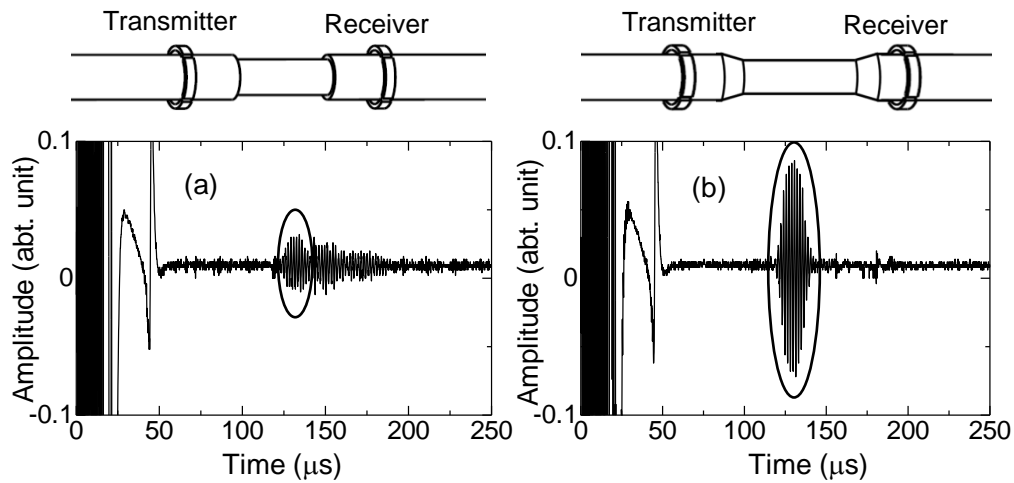 Transmitter Receiver
Transmitter Receiver
0.1
0
-0.1
Amplitude (abt. unit)
(a)
0 50 100 150 200 250
Time (μs)
0.1
0
-0.1
Amplitude (abt. unit)
(b)
0 50 100 150 200 250
Time (μs)